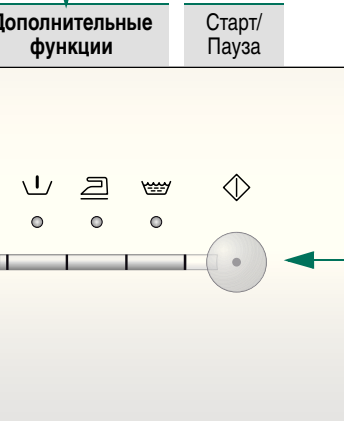 Дополнительные
функции
Старт/
Пауза